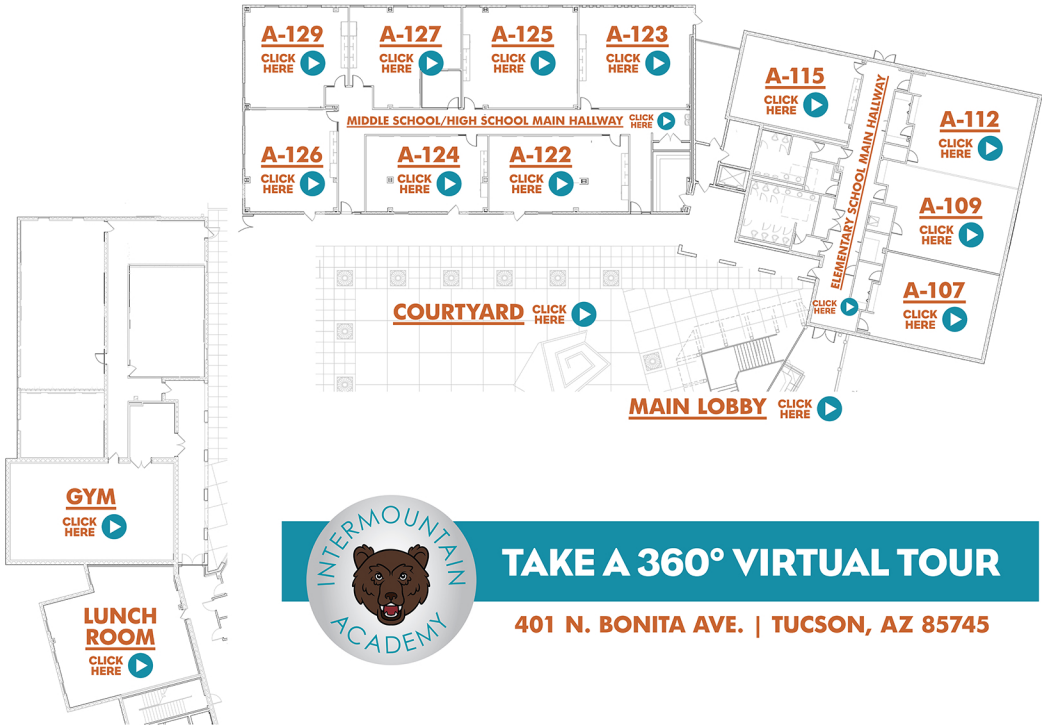 A-129
CLICK
HERE
A-127
CLICK
HERE
A-125
CLICK
HERE
A-123
CLICK
HERE
MIDDLE SCHOOL/HIGH SCHOOL MAIN HALLWAY
CLICK
HERE
A-126
CLICK
HERE
A-124
CLICK
HERE
A-122
CLICK
HERE
A-115
CLICK
HERE
ELEMENTARY SCHOOL MAIN HALLWAY
CLICK
HERE
A-112
CLICK
HERE
A-109
CLICK
HERE
A-107
CLICK
HERE
COURTYARD
CLICK
HERE
MAIN LOBBY
CLICK
HERE
GYM
CLICK
HERE
LUNCH
ROOM
CLICK
HERE
INTERMOUNTAIN
ACADEMY
TAKE A 360° VIRTUAL TOUR
401 N. BONITA AVE. | TUCSON, AZ 85745